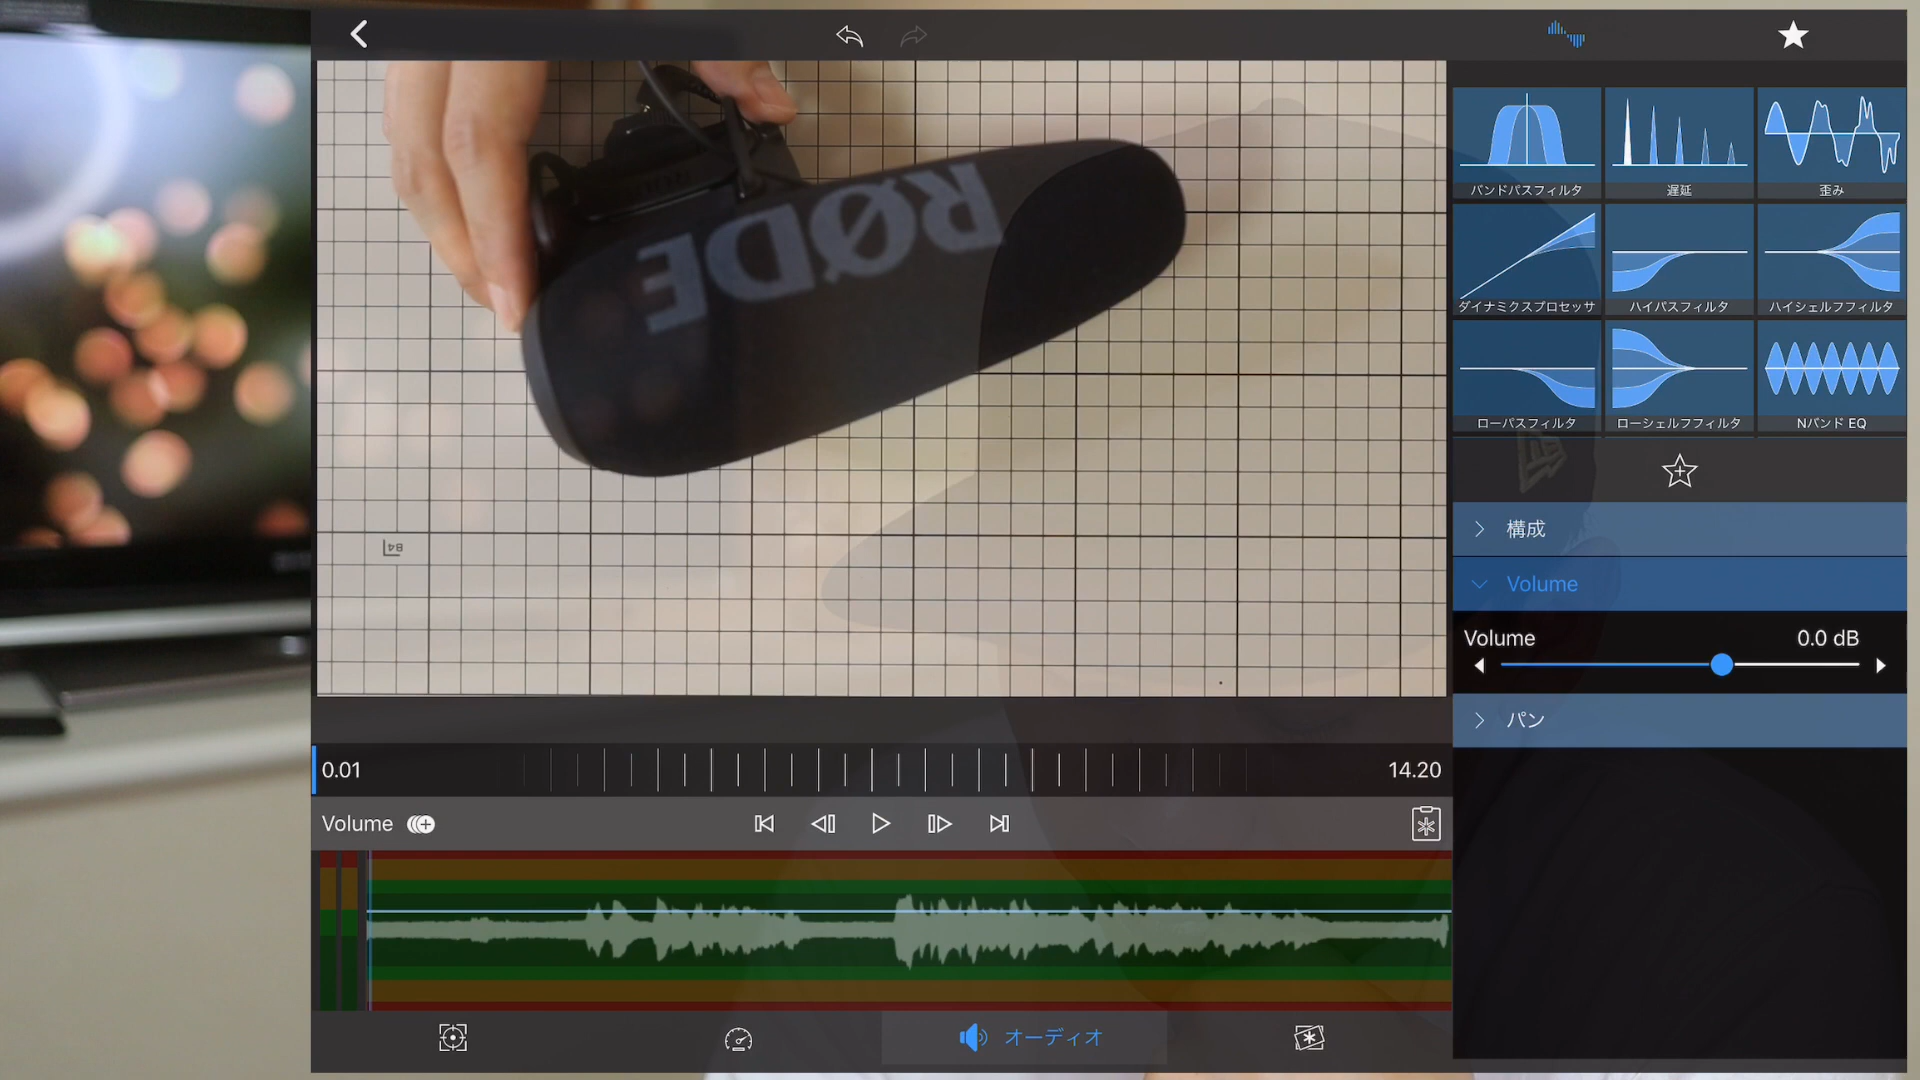 RØDE
B4
バンドパスフィルタ
遅延
歪み
ダイナミクスプロセッサ
ハイパスフィルタ
ハイシェルフフィルタ
ローパスフィルタ
ローシェルフフィルタ
Nバンド EQ
構成
Volume
Volume 0.0 dB
パン
0.01 14.20
Volume
オーディオ